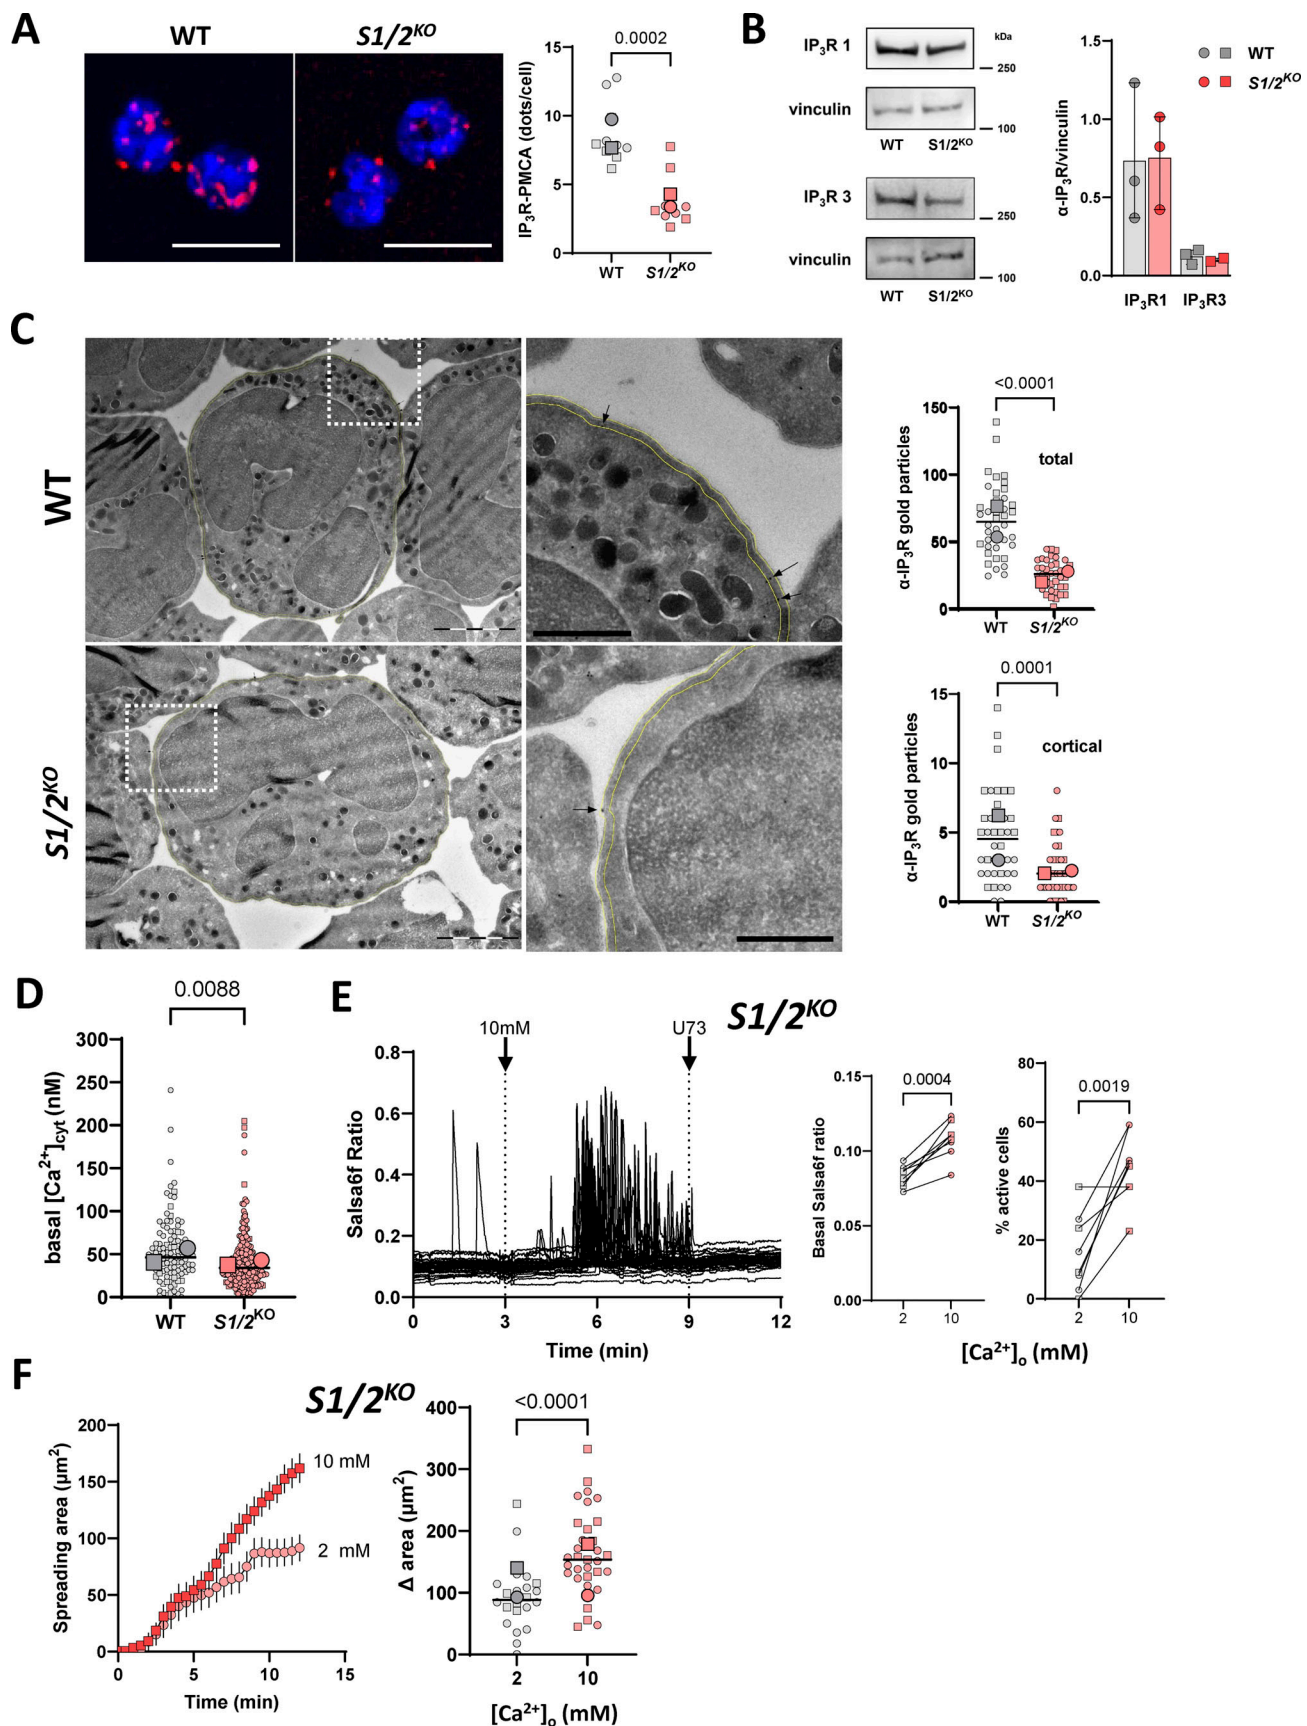 A
WT
S1/2ᴷᴼ
IP₃R-PMCA (dots/cell)
15
10
5
0
0.0002
WT
S1/2ᴷᴼ
B
IP₃R 1
kDa
250
vinculin
100
WT
S1/2ᴷᴼ
IP₃R 3
250
vinculin
100
WT
S1/2ᴷᴼ
α-IP₃R/vinculin
1.5
1.0
0.5
0.0
IP₃R1
IP₃R3
WT
S1/2ᴷᴼ
C
WT
S1/2ᴷᴼ
α-IP₃R gold particles
150
100
50
0
<0.0001
total
WT
S1/2ᴷᴼ
α-IP₃R gold particles
15
10
5
0
0.0001
cortical
WT
S1/2ᴷᴼ
D
basal [Ca²⁺]cyt (nM)
300
250
200
150
100
50
0
0.0088
WT
S1/2ᴷᴼ
E
S1/2ᴷᴼ
10mM
U73
Salsa6f Ratio
0.8
0.6
0.4
0.2
0.0
0
3
6
9
12
Time (min)
Basal Salsa6f ratio
0.15
0.10
0.05
0.00
0.0004
2
10
% active cells
80
60
40
20
0
0.0019
2
10
[Ca²⁺]ₒ (mM)
F
S1/2ᴷᴼ
Spreading area (µm²)
200
150
100
50
0
10 mM
2 mM
0
5
10
15
Time (min)
Δ area (µm²)
400
300
200
100
0
<0.0001
2
10
[Ca²⁺]ₒ (mM)